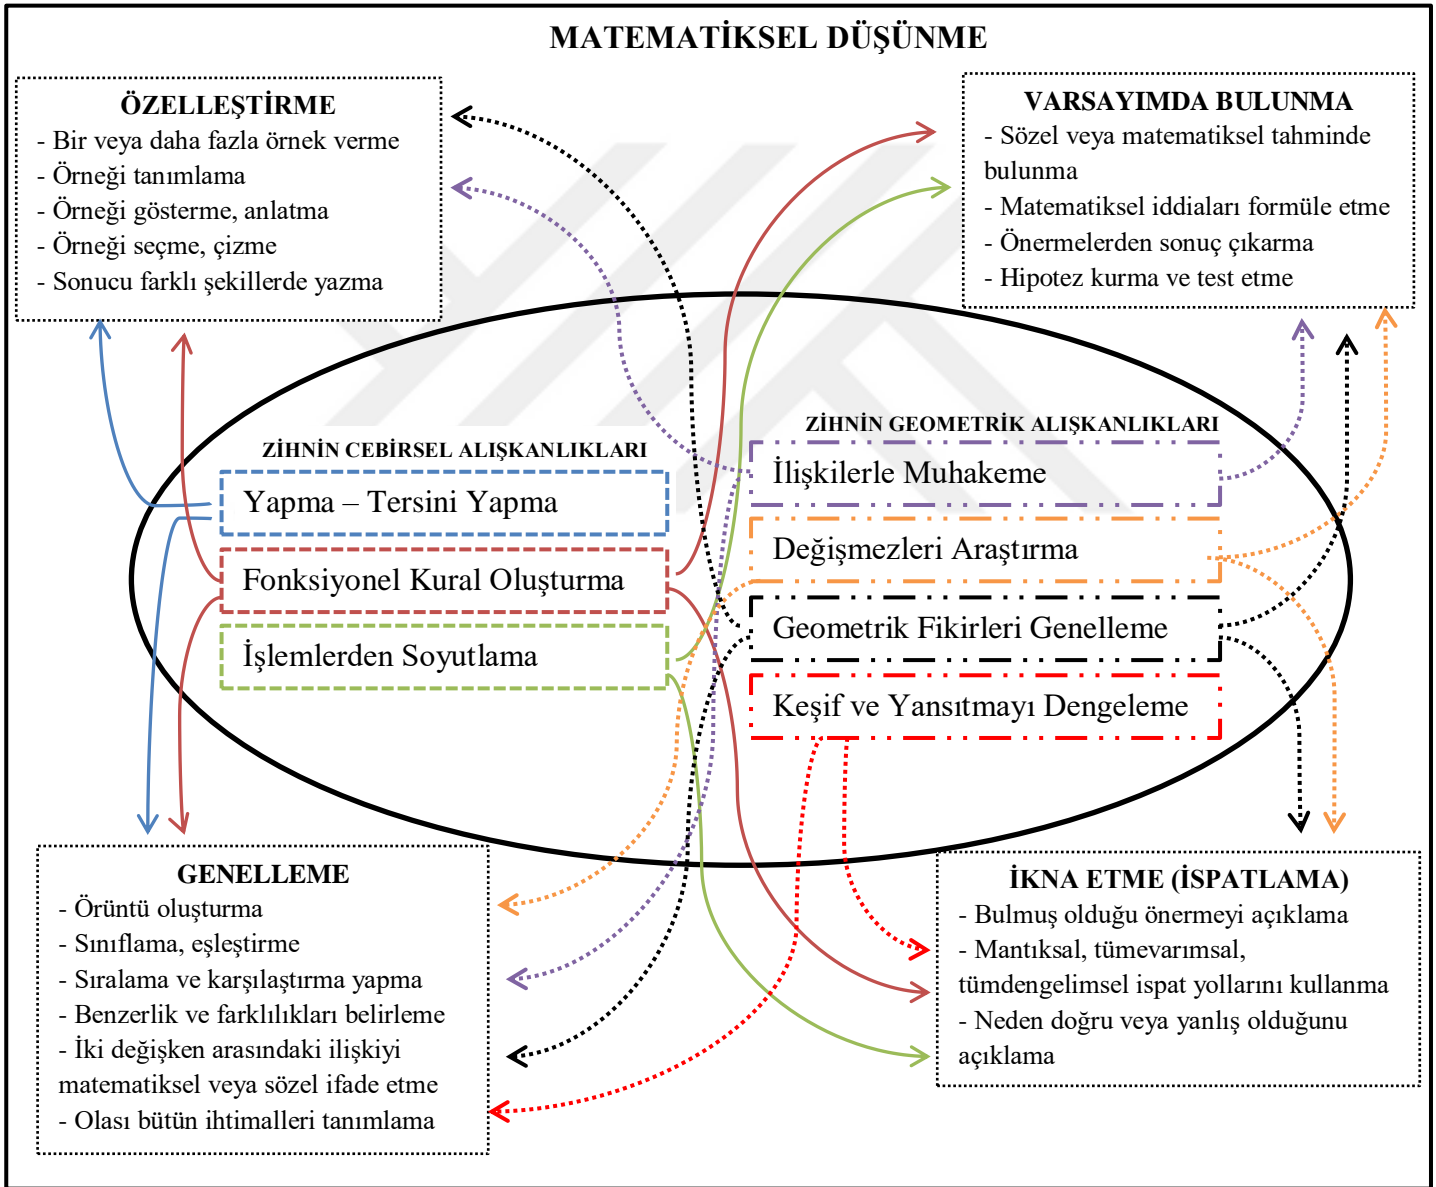 MATEMATİKSEL DÜŞÜNME
ÖZELLEŞTİRME
- Bir veya daha fazla örnek verme
- Örneği tanımlama
- Örneği gösterme, anlatma
- Örneği seçme, çizme
- Sonucu farklı şekillerde yazma
VARSAYIMDA BULUNMA
- Sözel veya matematiksel tahminde
bulunma
- Matematiksel iddiaları formüle etme
- Önermelerden sonuç çıkarma
- Hipotez kurma ve test etme
ZİHNİN CEBİRSEL ALIŞKANLIKLARI
Yapma – Tersini Yapma
Fonksiyonel Kural Oluşturma
İşlemlerden Soyutlama
ZİHNİN GEOMETRİK ALIŞKANLIKLARI
İlişkilerle Muhakeme
Değişmezleri Araştırma
Geometrik Fikirleri Genelleme
Keşif ve Yansıtmayı Dengeleme
GENELLEME
- Örüntü oluşturma
- Sınıflama, eşleştirme
- Sıralama ve karşılaştırma yapma
- Benzerlik ve farklılıkları belirleme
- İki değişken arasındaki ilişkiyi
matematiksel veya sözel ifade etme
- Olası bütün ihtimalleri tanımlama
İKNA ETME (İSPATLAMA)
- Bulmuş olduğu önermeyi açıklama
- Mantıksal, tümevarımsal,
tümdengelimsel ispat yollarını kullanma
- Neden doğru veya yanlış olduğunu
açıklama